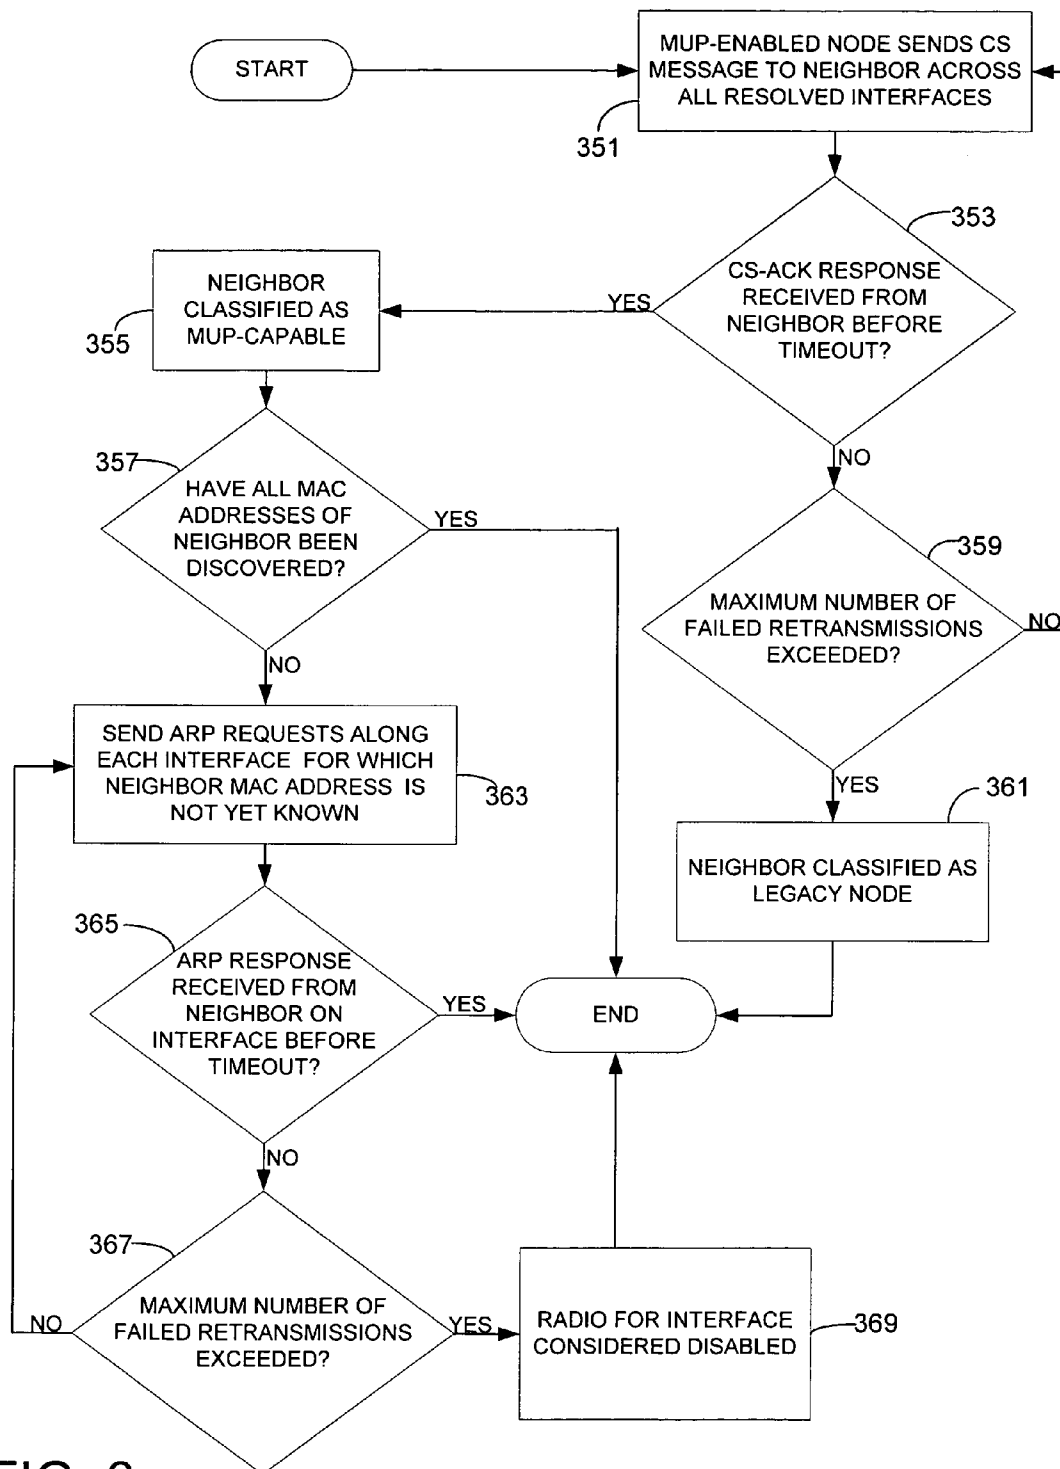 START
MUP-ENABLED NODE SENDS CS
MESSAGE TO NEIGHBOR ACROSS
ALL RESOLVED INTERFACES
351
353
CS-ACK RESPONSE
RECEIVED FROM
NEIGHBOR BEFORE
TIMEOUT?
YES
NO
NEIGHBOR
CLASSIFIED AS
MUP-CAPABLE
355
357
HAVE ALL MAC
ADDRESSES OF
NEIGHBOR BEEN
DISCOVERED?
YES
NO
359
MAXIMUM NUMBER OF
FAILED RETRANSMISSIONS
EXCEEDED?
NO
YES
SEND ARP REQUESTS ALONG
EACH INTERFACE FOR WHICH
NEIGHBOR MAC ADDRESS IS
NOT YET KNOWN
363
361
NEIGHBOR CLASSIFIED AS
LEGACY NODE
365
ARP RESPONSE
RECEIVED FROM
NEIGHBOR ON
INTERFACE BEFORE
TIMEOUT?
YES
NO
END
367
MAXIMUM NUMBER OF
FAILED RETRANSMISSIONS
EXCEEDED?
NO
YES
RADIO FOR INTERFACE
CONSIDERED DISABLED
369